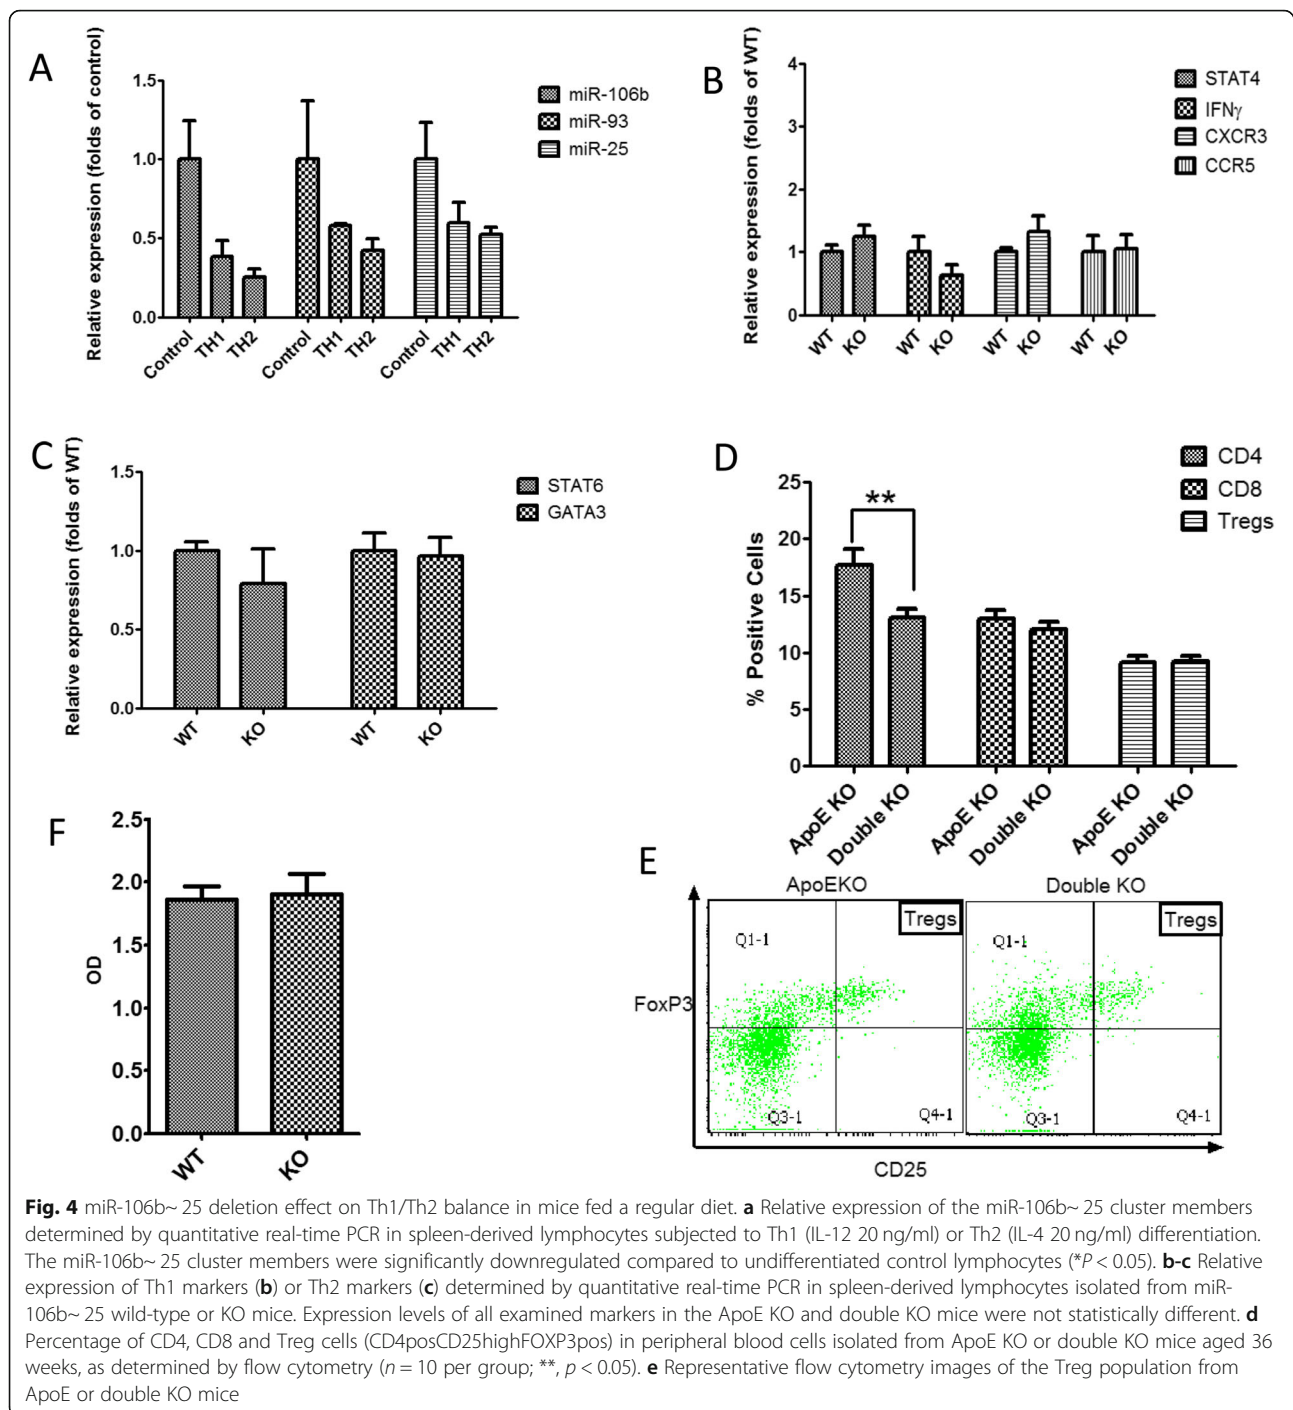 A
Relative expression (folds of control)
1.5
1.0
0.5
0.0
Control
TH1
TH2
Control
TH1
TH2
Control
TH1
TH2
miR-106b
miR-93
miR-25
B
Relative expression (folds of WT)
4
3
2
1
0
WT
KO
WT
KO
WT
KO
WT
KO
STAT4
IFNγ
CXCR3
CCR5
C
Relative expression (folds of WT)
1.5
1.0
0.5
0.0
WT
KO
WT
KO
STAT6
GATA3
D
% Positive Cells
25
20
15
10
5
0
**
ApoE KO
Double KO
ApoE KO
Double KO
ApoE KO
Double KO
CD4
CD8
Tregs
F
OD
2.5
2.0
1.5
1.0
0.5
0.0
WT
KO
E
ApoEKO
Double KO
Tregs
Tregs
Q1-1
Q1-1
FoxP3
Q3-1
Q4-1
Q3-1
Q4-1
CD25
Fig. 4 miR-106b~ 25 deletion effect on Th1/Th2 balance in mice fed a regular diet. a Relative expression of the miR-106b~ 25 cluster members
determined by quantitative real-time PCR in spleen-derived lymphocytes subjected to Th1 (IL-12 20 ng/ml) or Th2 (IL-4 20 ng/ml) differentiation.
The miR-106b~ 25 cluster members were significantly downregulated compared to undifferentiated control lymphocytes (*P < 0.05). b-c Relative
expression of Th1 markers (b) or Th2 markers (c) determined by quantitative real-time PCR in spleen-derived lymphocytes isolated from miR-
106b~ 25 wild-type or KO mice. Expression levels of all examined markers in the ApoE KO and double KO mice were not statistically different. d
Percentage of CD4, CD8 and Treg cells (CD4posCD25highFOXP3pos) in peripheral blood cells isolated from ApoE KO or double KO mice aged 36
weeks, as determined by flow cytometry (n = 10 per group; **, p < 0.05). e Representative flow cytometry images of the Treg population from
ApoE or double KO mice